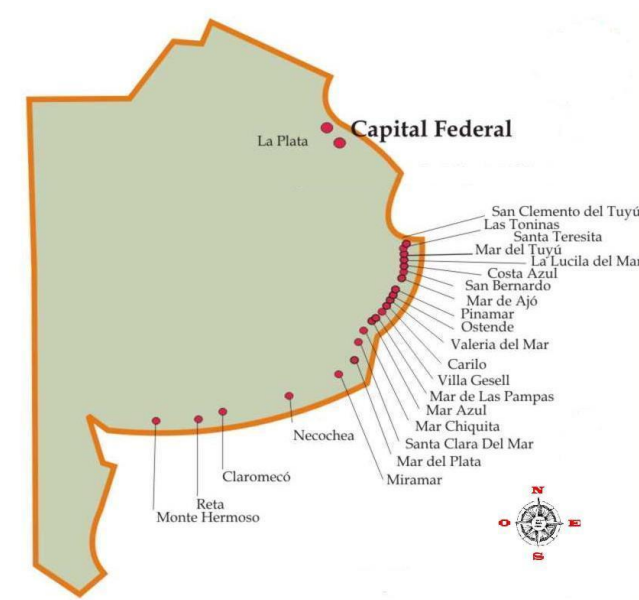 Capital Federal
La Plata
San Clemento del Tuyú
Las Toninas
Santa Teresita
Mar del Tuyú
La Lucila del Mar
Costa Azul
San Bernardo
Mar de Ajó
Pinamar
Ostende
Valeria del Mar
Carilo
Villa Gesell
Mar de Las Pampas
Mar Azul
Mar Chiquita
Santa Clara Del Mar
Mar del Plata
Miramar
Necochea
Claromecó
Reta
Monte Hermoso
N
O E
S